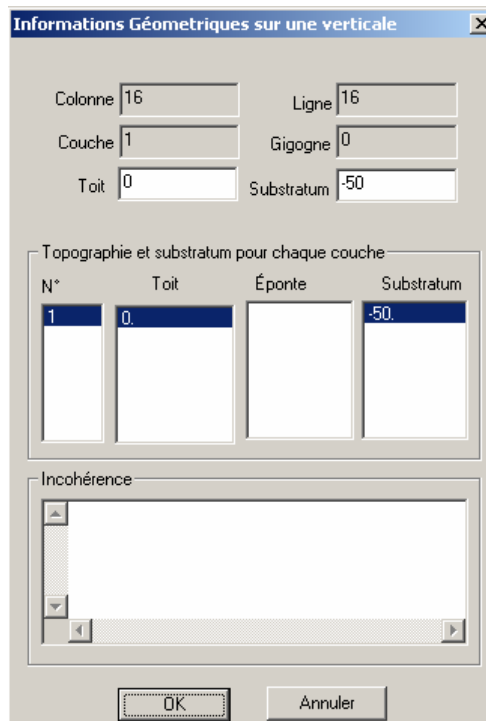 Informations Géometriques sur une verticale
Colonne 16 Ligne 16
Couche 1 Gigogne 0
Toit 0 Substratum -50
Topographie et substratum pour chaque couche
N° Toit Éponte Substratum
1 0. -50.
Incohérence
OK Annuler